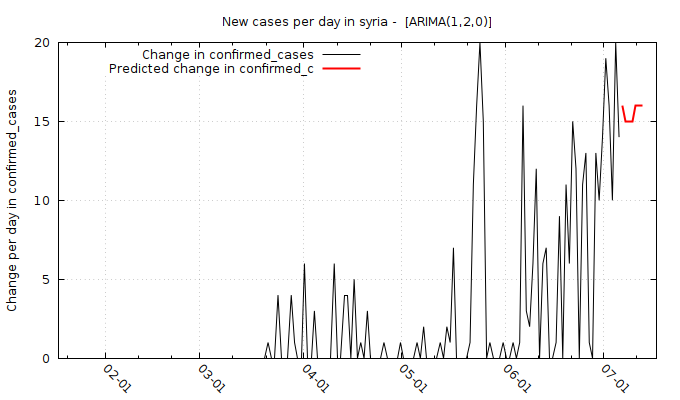 New cases per day in syria -  [ARIMA(1,2,0)]
Change in confirmed_cases
Predicted change in confirmed_c
Change per day in confirmed_cases
20
15
10
5
0
02-01
03-01
04-01
05-01
06-01
07-01